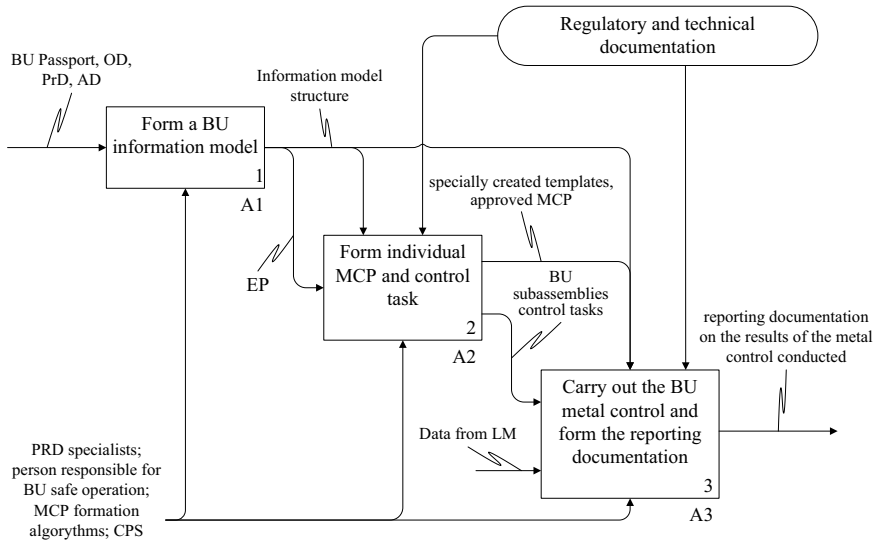 Regulatory and technical
documentation
BU Passport, OD,
PrD, AD
Information model
structure
Form a BU
information model
1
A1
specially created templates,
approved MCP
Form individual
MCP and control
task
2
A2
EP
BU
subassemblies
control tasks
reporting documentation
on the results of the metal
control conducted
Carry out the BU
metal control and
form the reporting
documentation
3
A3
Data from LM
PRD specialists;
person responsible for
BU safe operation;
MCP formation
algorythms; CPS